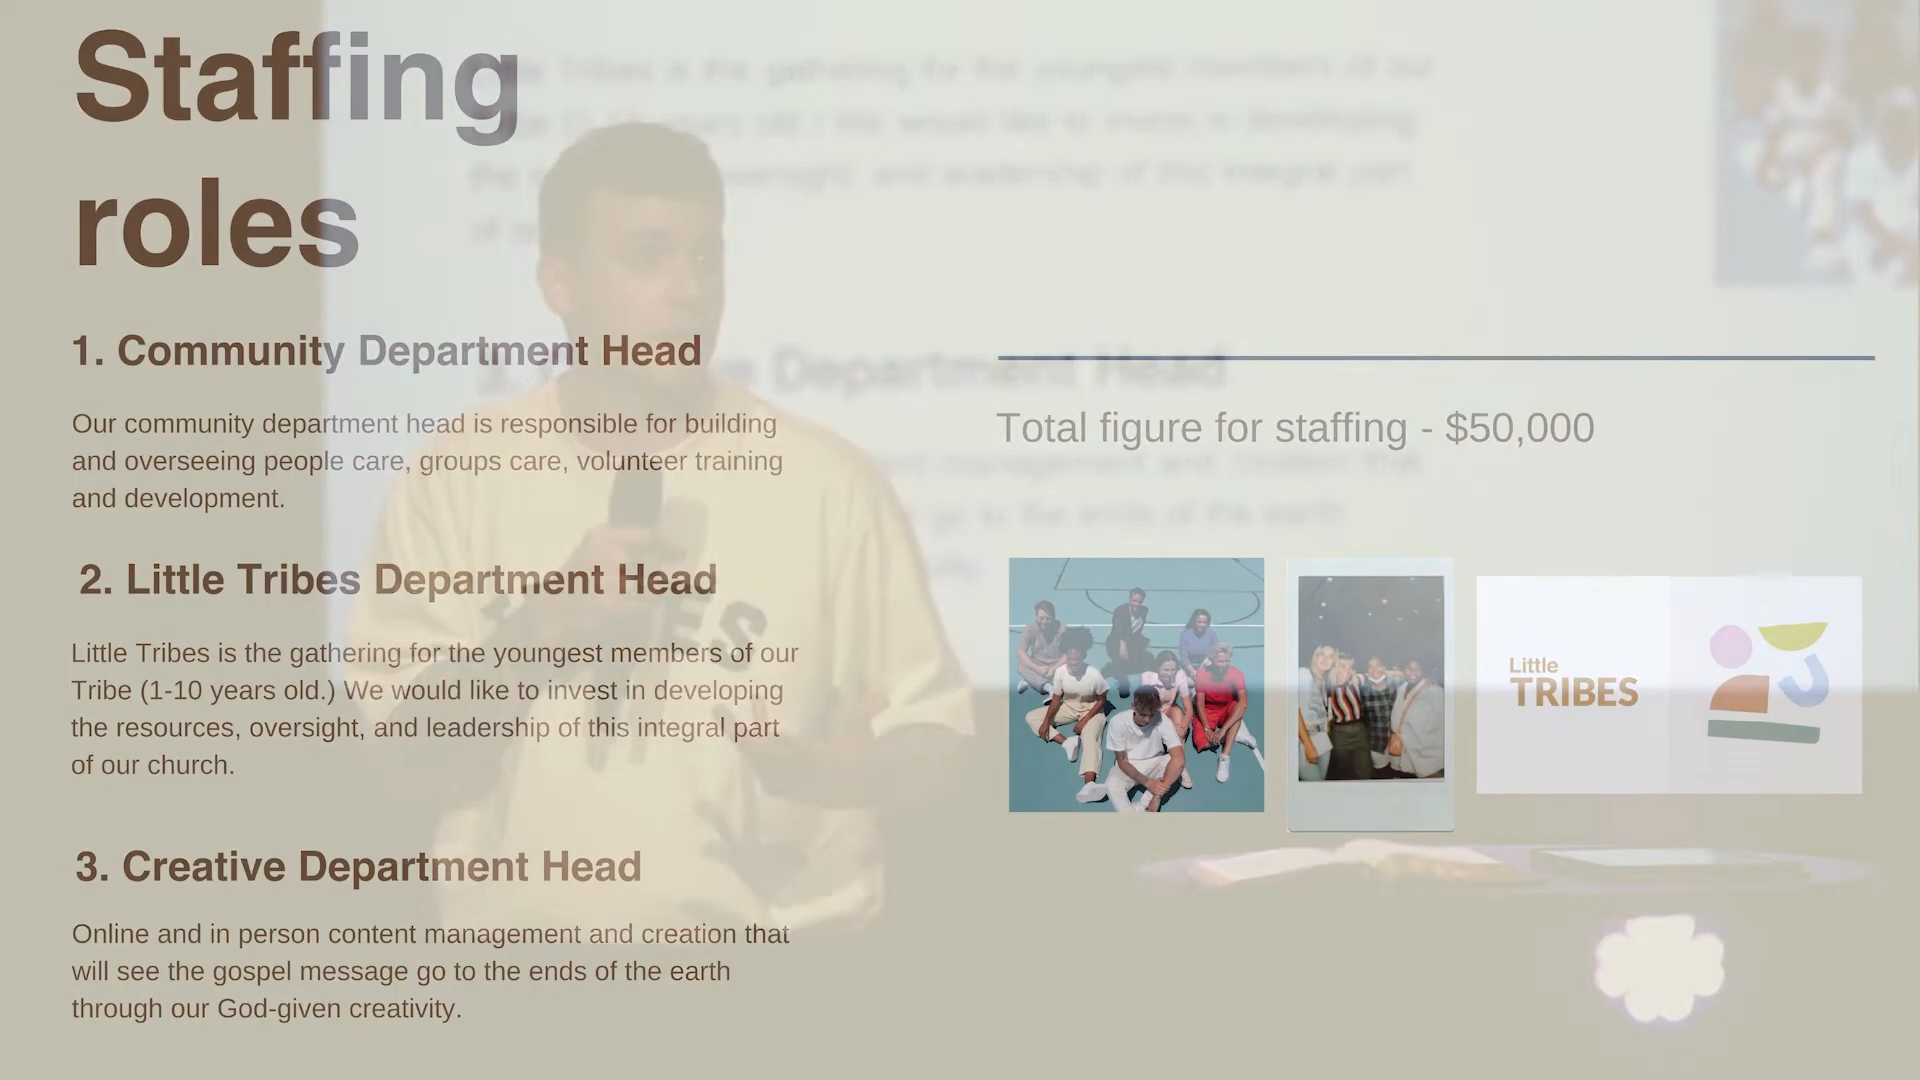 Staffing
roles
1. Community Department Head
Our community department head is responsible for building
and overseeing people care, groups care, volunteer training
and development.
2. Little Tribes Department Head
Little Tribes is the gathering for the youngest members of our
Tribe (1-10 years old.) We would like to invest in developing
the resources, oversight, and leadership of this integral part
of our church.
3. Creative Department Head
Online and in person content management and creation that
will see the gospel message go to the ends of the earth
through our God-given creativity.
Total figure for staffing - $50,000
Little
TRIBES